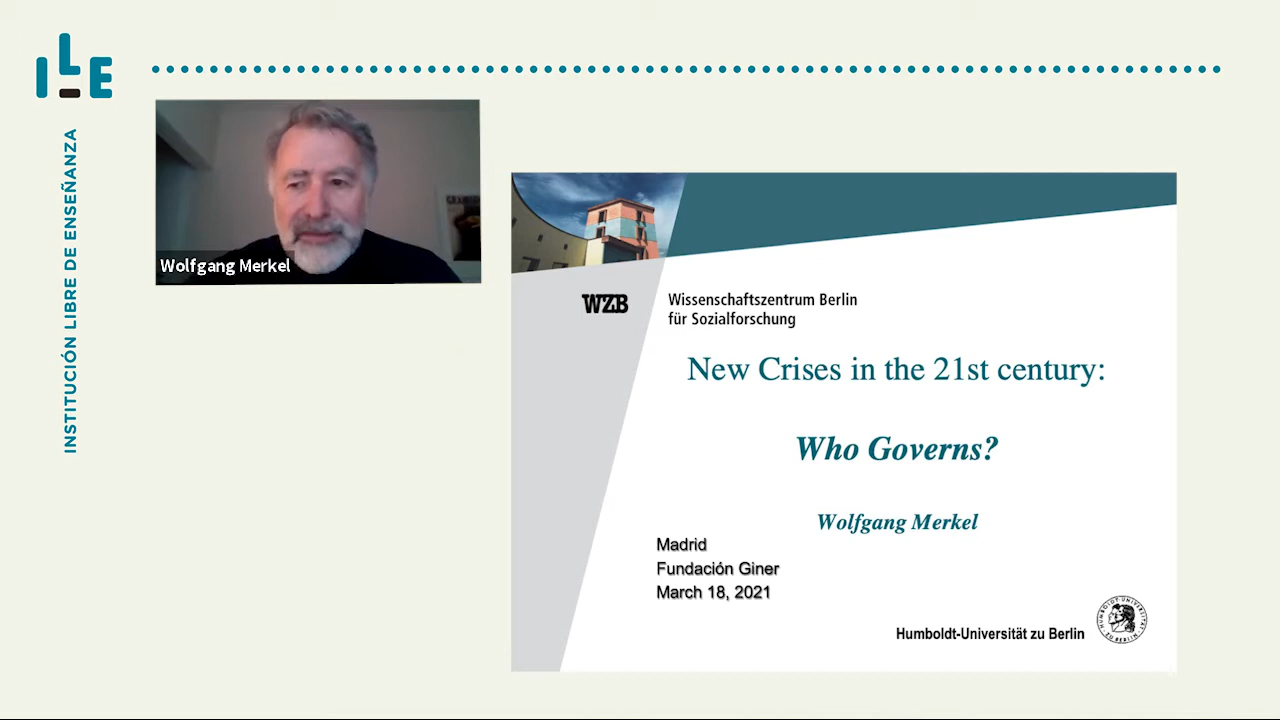 ILE
INSTITUCIÓN LIBRE DE ENSEÑANZA
Wolfgang Merkel
WZB
Wissenschaftszentrum Berlin
für Sozialforschung
New Crises in the 21st century:
Who Governs?
Wolfgang Merkel
Madrid
Fundación Giner
March 18, 2021
Humboldt-Universität zu Berlin